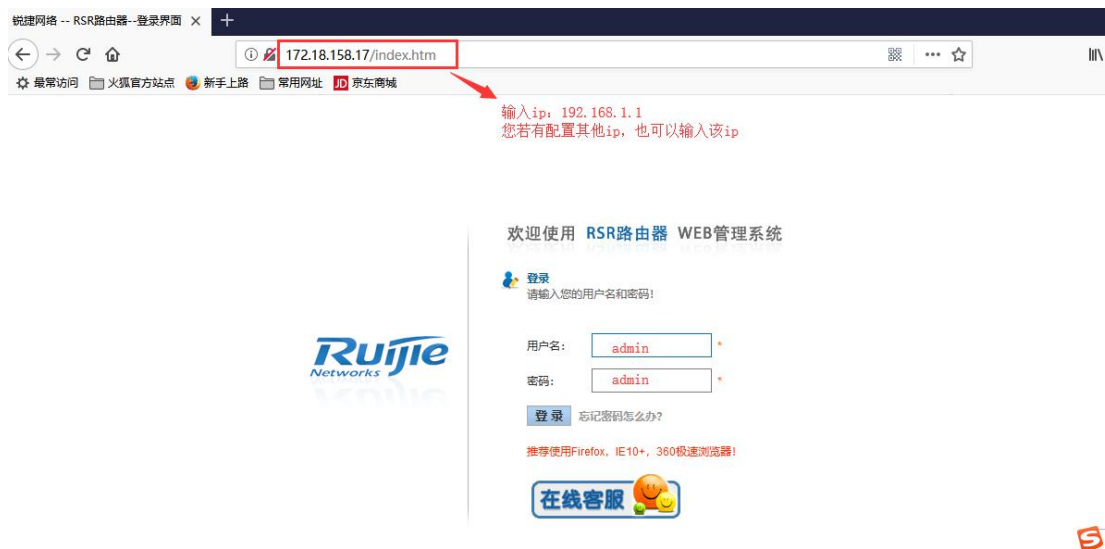 锐捷网络 -- RSR路由器--登录界面
172.18.158.17/index.htm
最常访问 火狐官方站点 新手上路 常用网址 JD 京东商城
输入ip：192.168.1.1
您若有配置其他ip，也可以输入该ip
欢迎使用 RSR路由器 WEB管理系统
登录
请输入您的用户名和密码!
Ruijie
Networks
用户名： admin *
密码： admin *
登录 忘记密码怎么办?
推荐使用Firefox，IE10+，360极速浏览器!
在线客服